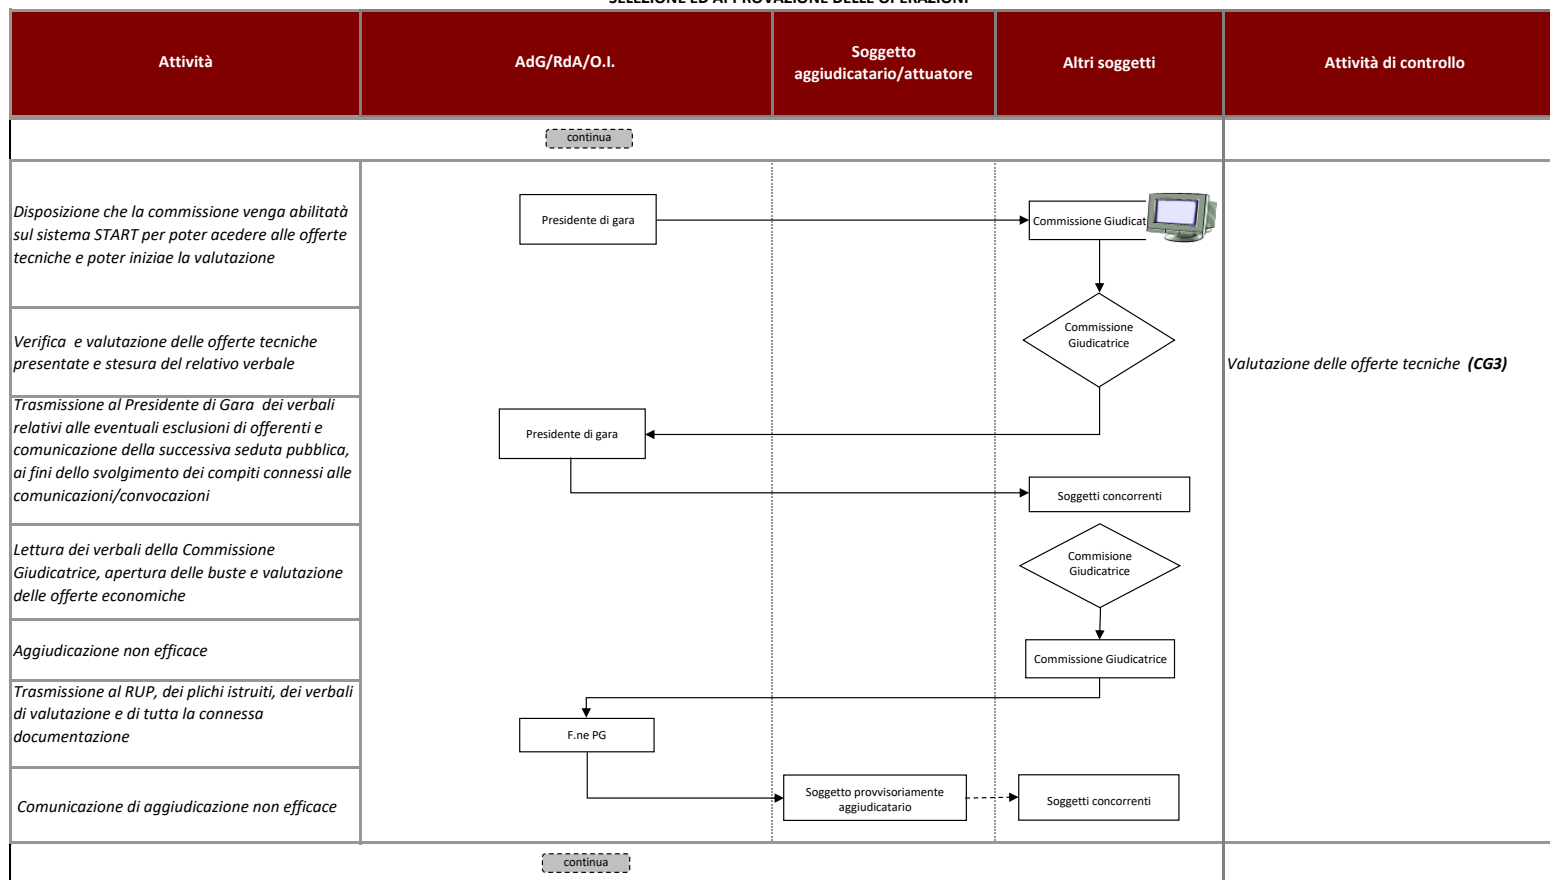 SELEZIONE ED APPROVAZIONE DELLE OPERAZIONI
Attività
AdG/RdA/O.I.
Soggetto
aggiudicatario/attuatore
Altri soggetti
Attività di controllo
continua
Disposizione che la commissione venga abilitatà
sul sistema START per poter acedere alle offerte
tecniche e poter iniziae la valutazione
Presidente di gara
Commissione Giudicat
Verifica e valutazione delle offerte tecniche
presentate e stesura del relativo verbale
Commissione
Giudicatrice
Valutazione delle offerte tecniche (CG3)
Trasmissione al Presidente di Gara dei verbali
relativi alle eventuali esclusioni di offerenti e
comunicazione della successiva seduta pubblica,
ai fini dello svolgimento dei compiti connessi alle
comunicazioni/convocazioni
Presidente di gara
Soggetti concorrenti
Lettura dei verbali della Commissione
Giudicatrice, apertura delle buste e valutazione
delle offerte economiche
Commisione
Giudicatrice
Aggiudicazione non efficace
Commissione Giudicatrice
Trasmissione al RUP, dei plichi istruiti, dei verbali
di valutazione e di tutta la connessa
documentazione
F.ne PG
Comunicazione di aggiudicazione non efficace
Soggetto provvisoriamente
aggiudicatario
Soggetti concorrenti
continua